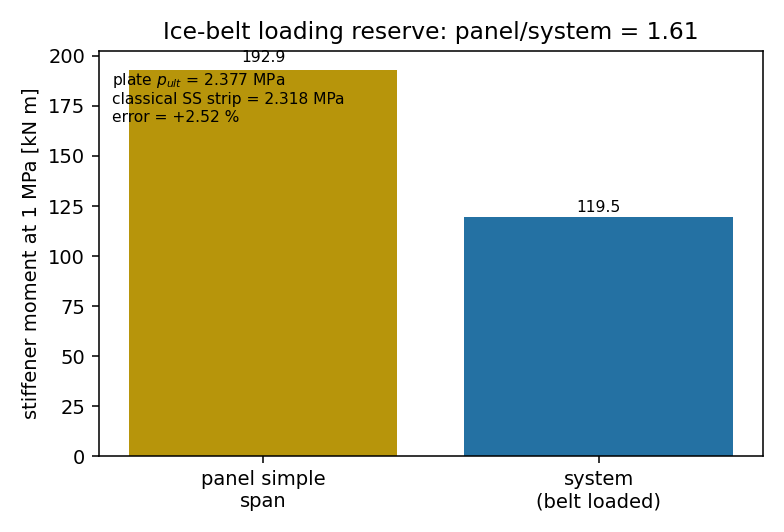 Ice-belt loading reserve: panel/system = 1.61
stiffener moment at 1 MPa [kN m]
200
175
150
125
100
75
50
25
0
192.9
plate p_ult = 2.377 MPa
classical SS strip = 2.318 MPa
error = +2.52 %
119.5
panel simple
span
system
(belt loaded)